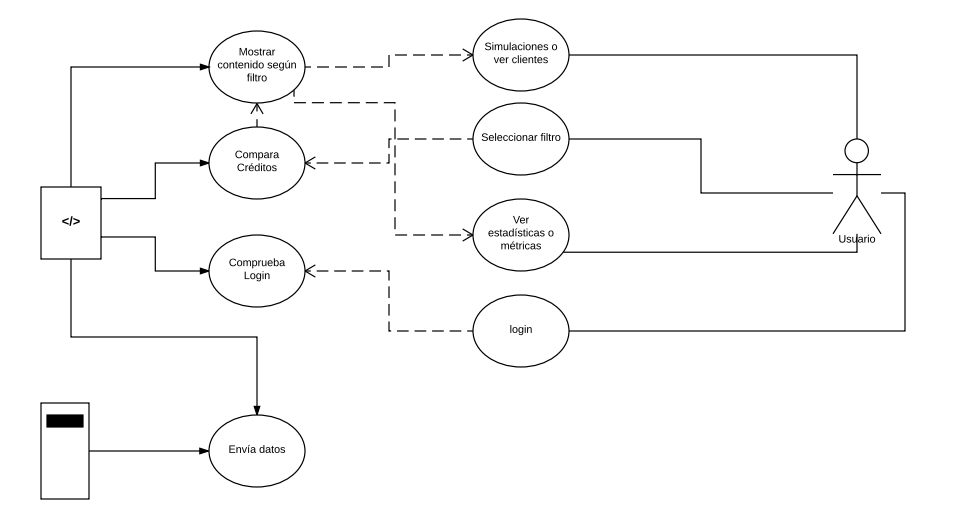 Mostrar
contenido según
filtro
Simulaciones o
ver clientes
Compara
Créditos
Seleccionar filtro
</>
Ver
estadísticas o
métricas
Usuario
Comprueba
Login
login
Envía datos